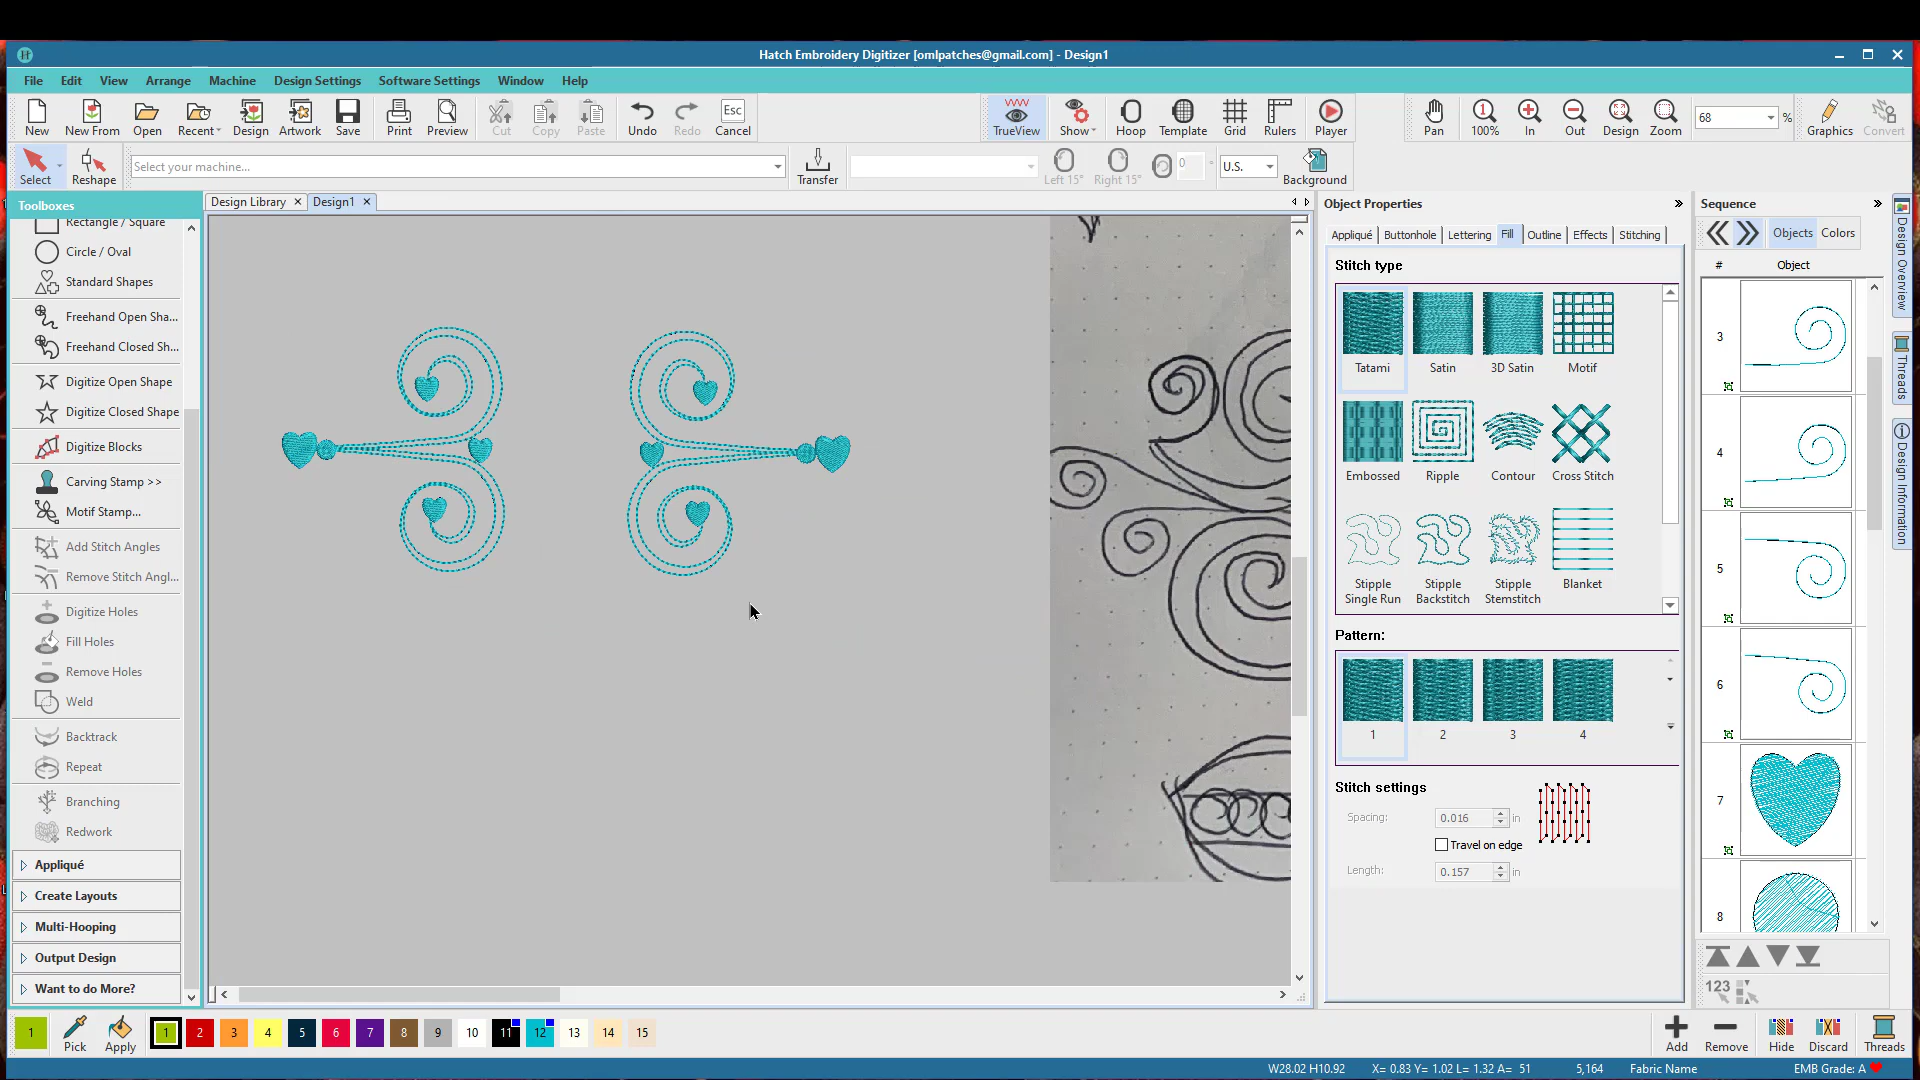 Hatch Embroidery Digitizer [omlpatches@gmail.com] - Design1
File Edit View Arrange Machine Design Settings Software Settings Window Help
New New From Open Recent Design Artwork Save Print Preview Cut Copy Paste Undo Redo Esc Cancel TrueView Show Hoop Template Grid Rulers Player Pan 1 100% In Out Design Zoom 68 % Graphics Convert
Select Reshape Select your machine... Transfer Left 15° Right 15° 0 ° U.S. Background
Toolboxes
Rectangle / Square
Circle / Oval
Standard Shapes
Freehand Open Sha...
Freehand Closed Sh...
Digitize Open Shape
Digitize Closed Shape
Digitize Blocks
Carving Stamp >>
Motif Stamp...
Add Stitch Angles
Remove Stitch Angl...
Digitize Holes
Fill Holes
Remove Holes
Weld
Backtrack
Repeat
Branching
Redwork
Appliqué
Create Layouts
Multi-Hooping
Output Design
Want to do More?
Design Library × Design1 ×
Object Properties
Appliqué Buttonhole Lettering Fill Outline Effects Stitching
Stitch type
Tatami Satin 3D Satin Motif
Embossed Ripple Contour Cross Stitch
Stipple Single Run Stipple Backstitch Stipple Stemstitch Blanket
Pattern:
1 2 3 4
Stitch settings
Spacing: 0.016 in
Travel on edge
Length: 0.157 in
Sequence
Objects Colors
# Object
3
4
5
6
7
8
123
Design Overview
Threads
Design Information
1 Pick Apply 1 2 3 4 5 6 7 8 9 10 11 12 13 14 15 Add Remove Hide Discard Threads
W28.02 H10.92 X= 0.83 Y= 1.02 L= 1.32 A= 51 5,164 Fabric Name EMB Grade: A